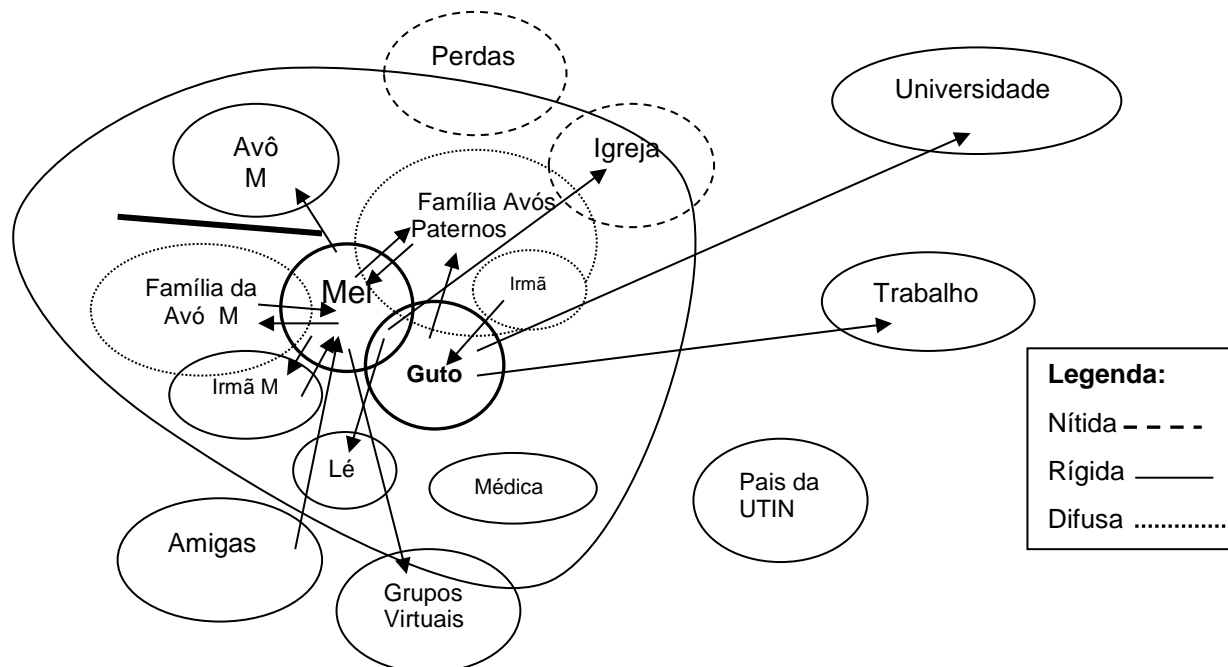 Perdas
Universidade
Avô
M
Igreja
Família Avós
Paternos
Família da
Avó M
Mel
Irmã
Trabalho
Guto
Irmã M
Lé
Médica
Pais da
UTIN
Amigas
Grupos
Virtuais
Legenda:
Nítida
Rígida
Difusa